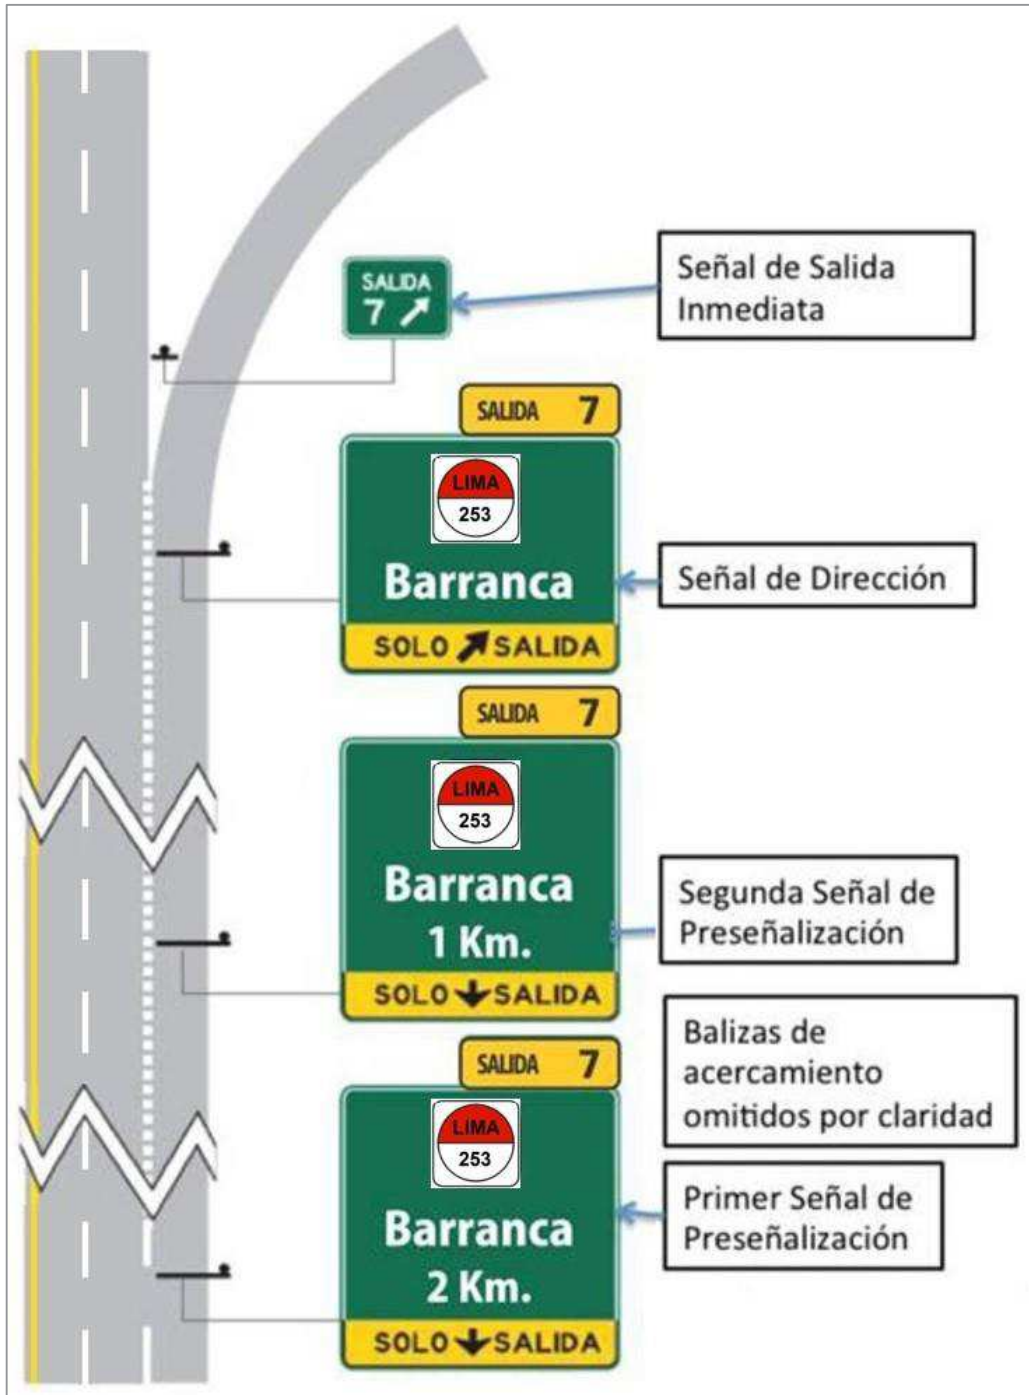 SALIDA
7
Señal de Salida
Inmediata
SALIDA 7
LIMA
253
Barranca
SOLO SALIDA
Señal de Dirección
SALIDA 7
LIMA
253
Barranca
1 Km.
SOLO SALIDA
Segunda Señal de
Preseñalización
Balizas de
acercamiento
omitidos por claridad
SALIDA 7
LIMA
253
Barranca
2 Km.
SOLO SALIDA
Primer Señal de
Preseñalización